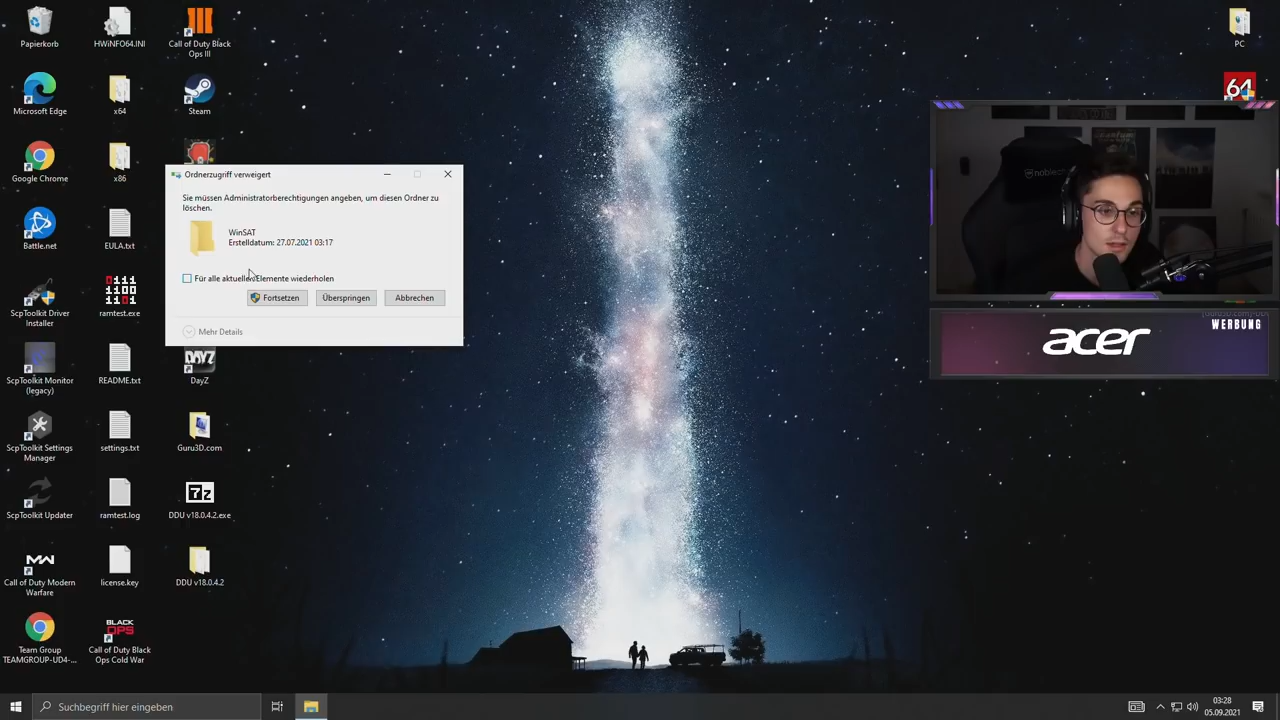 Papierkorb
HWiNFO64.INI
Call of Duty Black
Ops III
PC
Microsoft Edge
x64
Steam
64
Google Chrome
x86
Ordnerzugriff verweigert
Sie müssen Administratorberechtigungen angeben, um diesen Ordner zu
löschen.
WinSAT
Erstelldatum: 27.07.2021 03:17
Für alle aktuellen Elemente wiederholen
Fortsetzen
Überspringen
Abbrechen
Mehr Details
Battle.net
EULA.txt
ScpToolkit Driver
Installer
ramtest.exe
WERBUNG
acer
ScpToolkit Monitor
(legacy)
README.txt
DAYZ
DayZ
ScpToolkit Settings
Manager
settings.txt
Guru3D.com
ScpToolkit Updater
ramtest.log
7z
DDU v18.0.4.2.exe
Call of Duty Modern
Warfare
license.key
DDU v18.0.4.2
Team Group
TEAMGROUP-UD4-...
BLACK
OPS
Call of Duty Black
Ops Cold War
Suchbegriff hier eingeben
03:28
05.09.2021